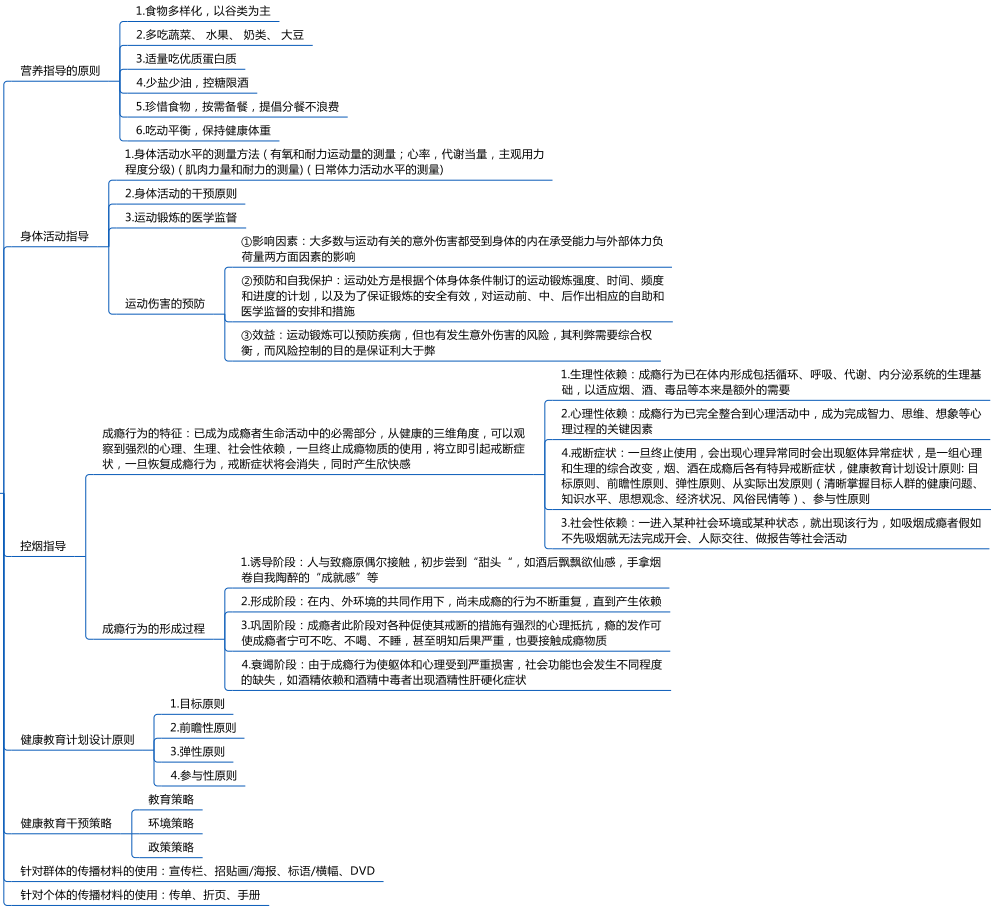 营养指导的原则
1.食物多样化，以谷类为主
2.多吃蔬菜、 水果、 奶类、 大豆
3.适量吃优质蛋白质
4.少盐少油，控糖限酒
5.珍惜食物，按需备餐，提倡分餐不浪费
6.吃动平衡，保持健康体重
身体活动指导
1.身体活动水平的测量方法（有氧和耐力运动量的测量；心率，代谢当量，主观用力
程度分级)（肌肉力量和耐力的测量)（日常体力活动水平的测量)
2.身体活动的干预原则
3.运动锻炼的医学监督
运动伤害的预防
①影响因素：大多数与运动有关的意外伤害都受到身体的内在承受能力与外部体力负
荷量两方面因素的影响
②预防和自我保护：运动处方是根据个体身体条件制订的运动锻炼强度、时间、频度
和进度的计划，以及为了保证锻炼的安全有效，对运动前、中、后作出相应的自助和
医学监督的安排和措施
③效益：运动锻炼可以预防疾病，但也有发生意外伤害的风险，其利弊需要综合权
衡，而风险控制的目的是保证利大于弊
控烟指导
成瘾行为的特征：已成为成瘾者生命活动中的必需部分，从健康的三维角度，可以观
察到强烈的心理、生理、社会性依赖，一旦终止成瘾物质的使用，将立即引起戒断症
状，一旦恢复成瘾行为，戒断症状将会消失，同时产生欣快感
1.生理性依赖：成瘾行为已在体内形成包括循环、呼吸、代谢、内分泌系统的生理基
础，以适应烟、酒、毒品等本来是额外的需要
2.心理性依赖：成瘾行为已完全整合到心理活动中，成为完成智力、思维、想象等心
理过程的关键因素
4.戒断症状：一旦终止使用，会出现心理异常同时会出现躯体异常症状，是一组心理
和生理的综合改变，烟、酒在成瘾后各有特异戒断症状，健康教育计划设计原则: 目
标原则、前瞻性原则、弹性原则、从实际出发原则（清晰掌握目标人群的健康问题、
知识水平、思想观念、经济状况、风俗民情等）、参与性原则
3.社会性依赖：一进入某种社会环境或某种状态，就出现该行为，如吸烟成瘾者假如
不先吸烟就无法完成开会、人际交往、做报告等社会活动
成瘾行为的形成过程
1.诱导阶段：人与致瘾原偶尔接触，初步尝到“甜头“，如酒后飘飘欲仙感，手拿烟
卷自我陶醉的“成就感”等
2.形成阶段：在内、外环境的共同作用下，尚未成瘾的行为不断重复，直到产生依赖
3.巩固阶段：成瘾者此阶段对各种促使其戒断的措施有强烈的心理抵抗，瘾的发作可
使成瘾者宁可不吃、不喝、不睡，甚至明知后果严重，也要接触成瘾物质
4.衰竭阶段：由于成瘾行为使躯体和心理受到严重损害，社会功能也会发生不同程度
的缺失，如酒精依赖和酒精中毒者出现酒精性肝硬化症状
健康教育计划设计原则
1.目标原则
2.前瞻性原则
3.弹性原则
4.参与性原则
健康教育干预策略
教育策略
环境策略
政策策略
针对群体的传播材料的使用：宣传栏、招贴画/海报、标语/横幅、DVD
针对个体的传播材料的使用：传单、折页、手册